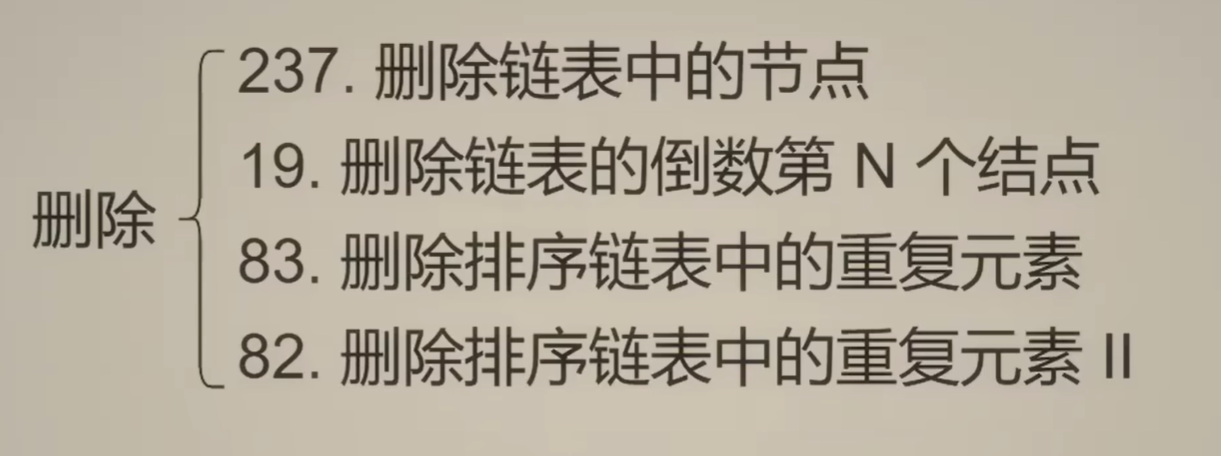 删除
237. 删除链表中的节点
19. 删除链表的倒数第 N 个结点
83. 删除排序链表中的重复元素
82. 删除排序链表中的重复元素 II